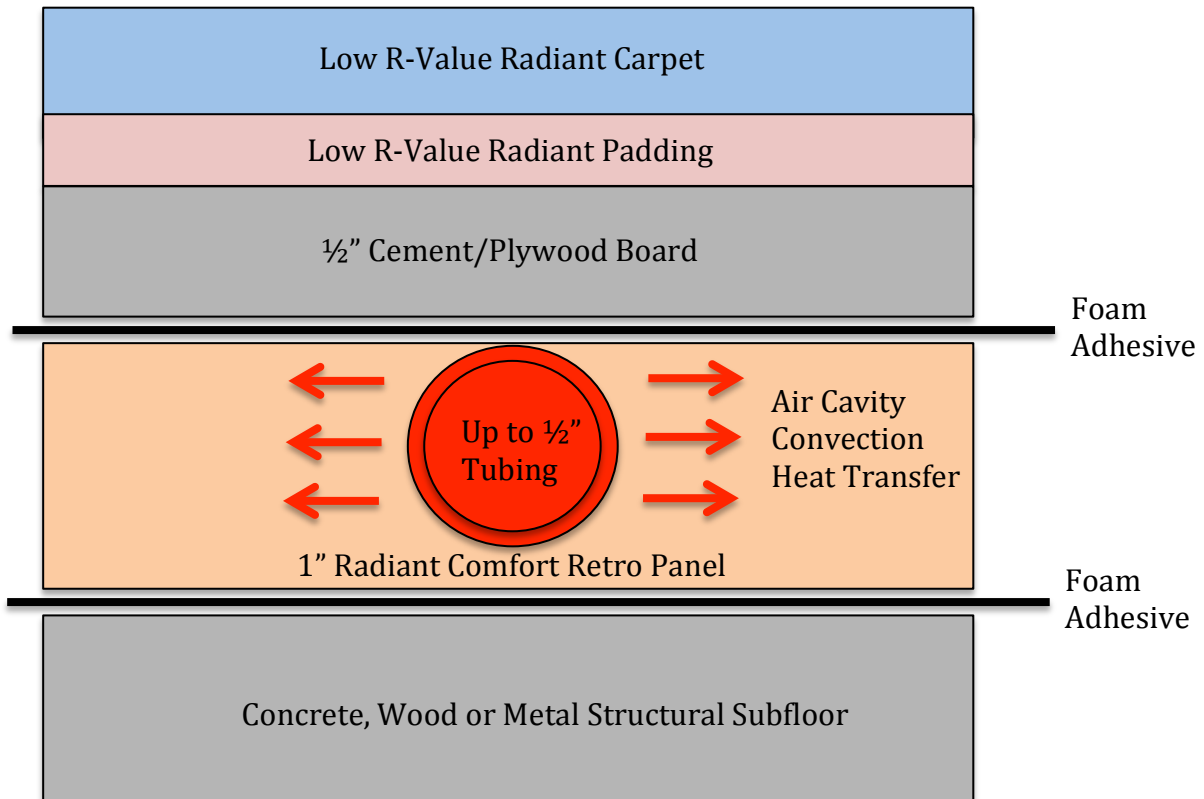 Low R-Value Radiant Carpet
Low R-Value Radiant Padding
½” Cement/Plywood Board
Foam
Adhesive
Up to ½”
Tubing
Air Cavity
Convection
Heat Transfer
1” Radiant Comfort Retro Panel
Foam
Adhesive
Concrete, Wood or Metal Structural Subfloor